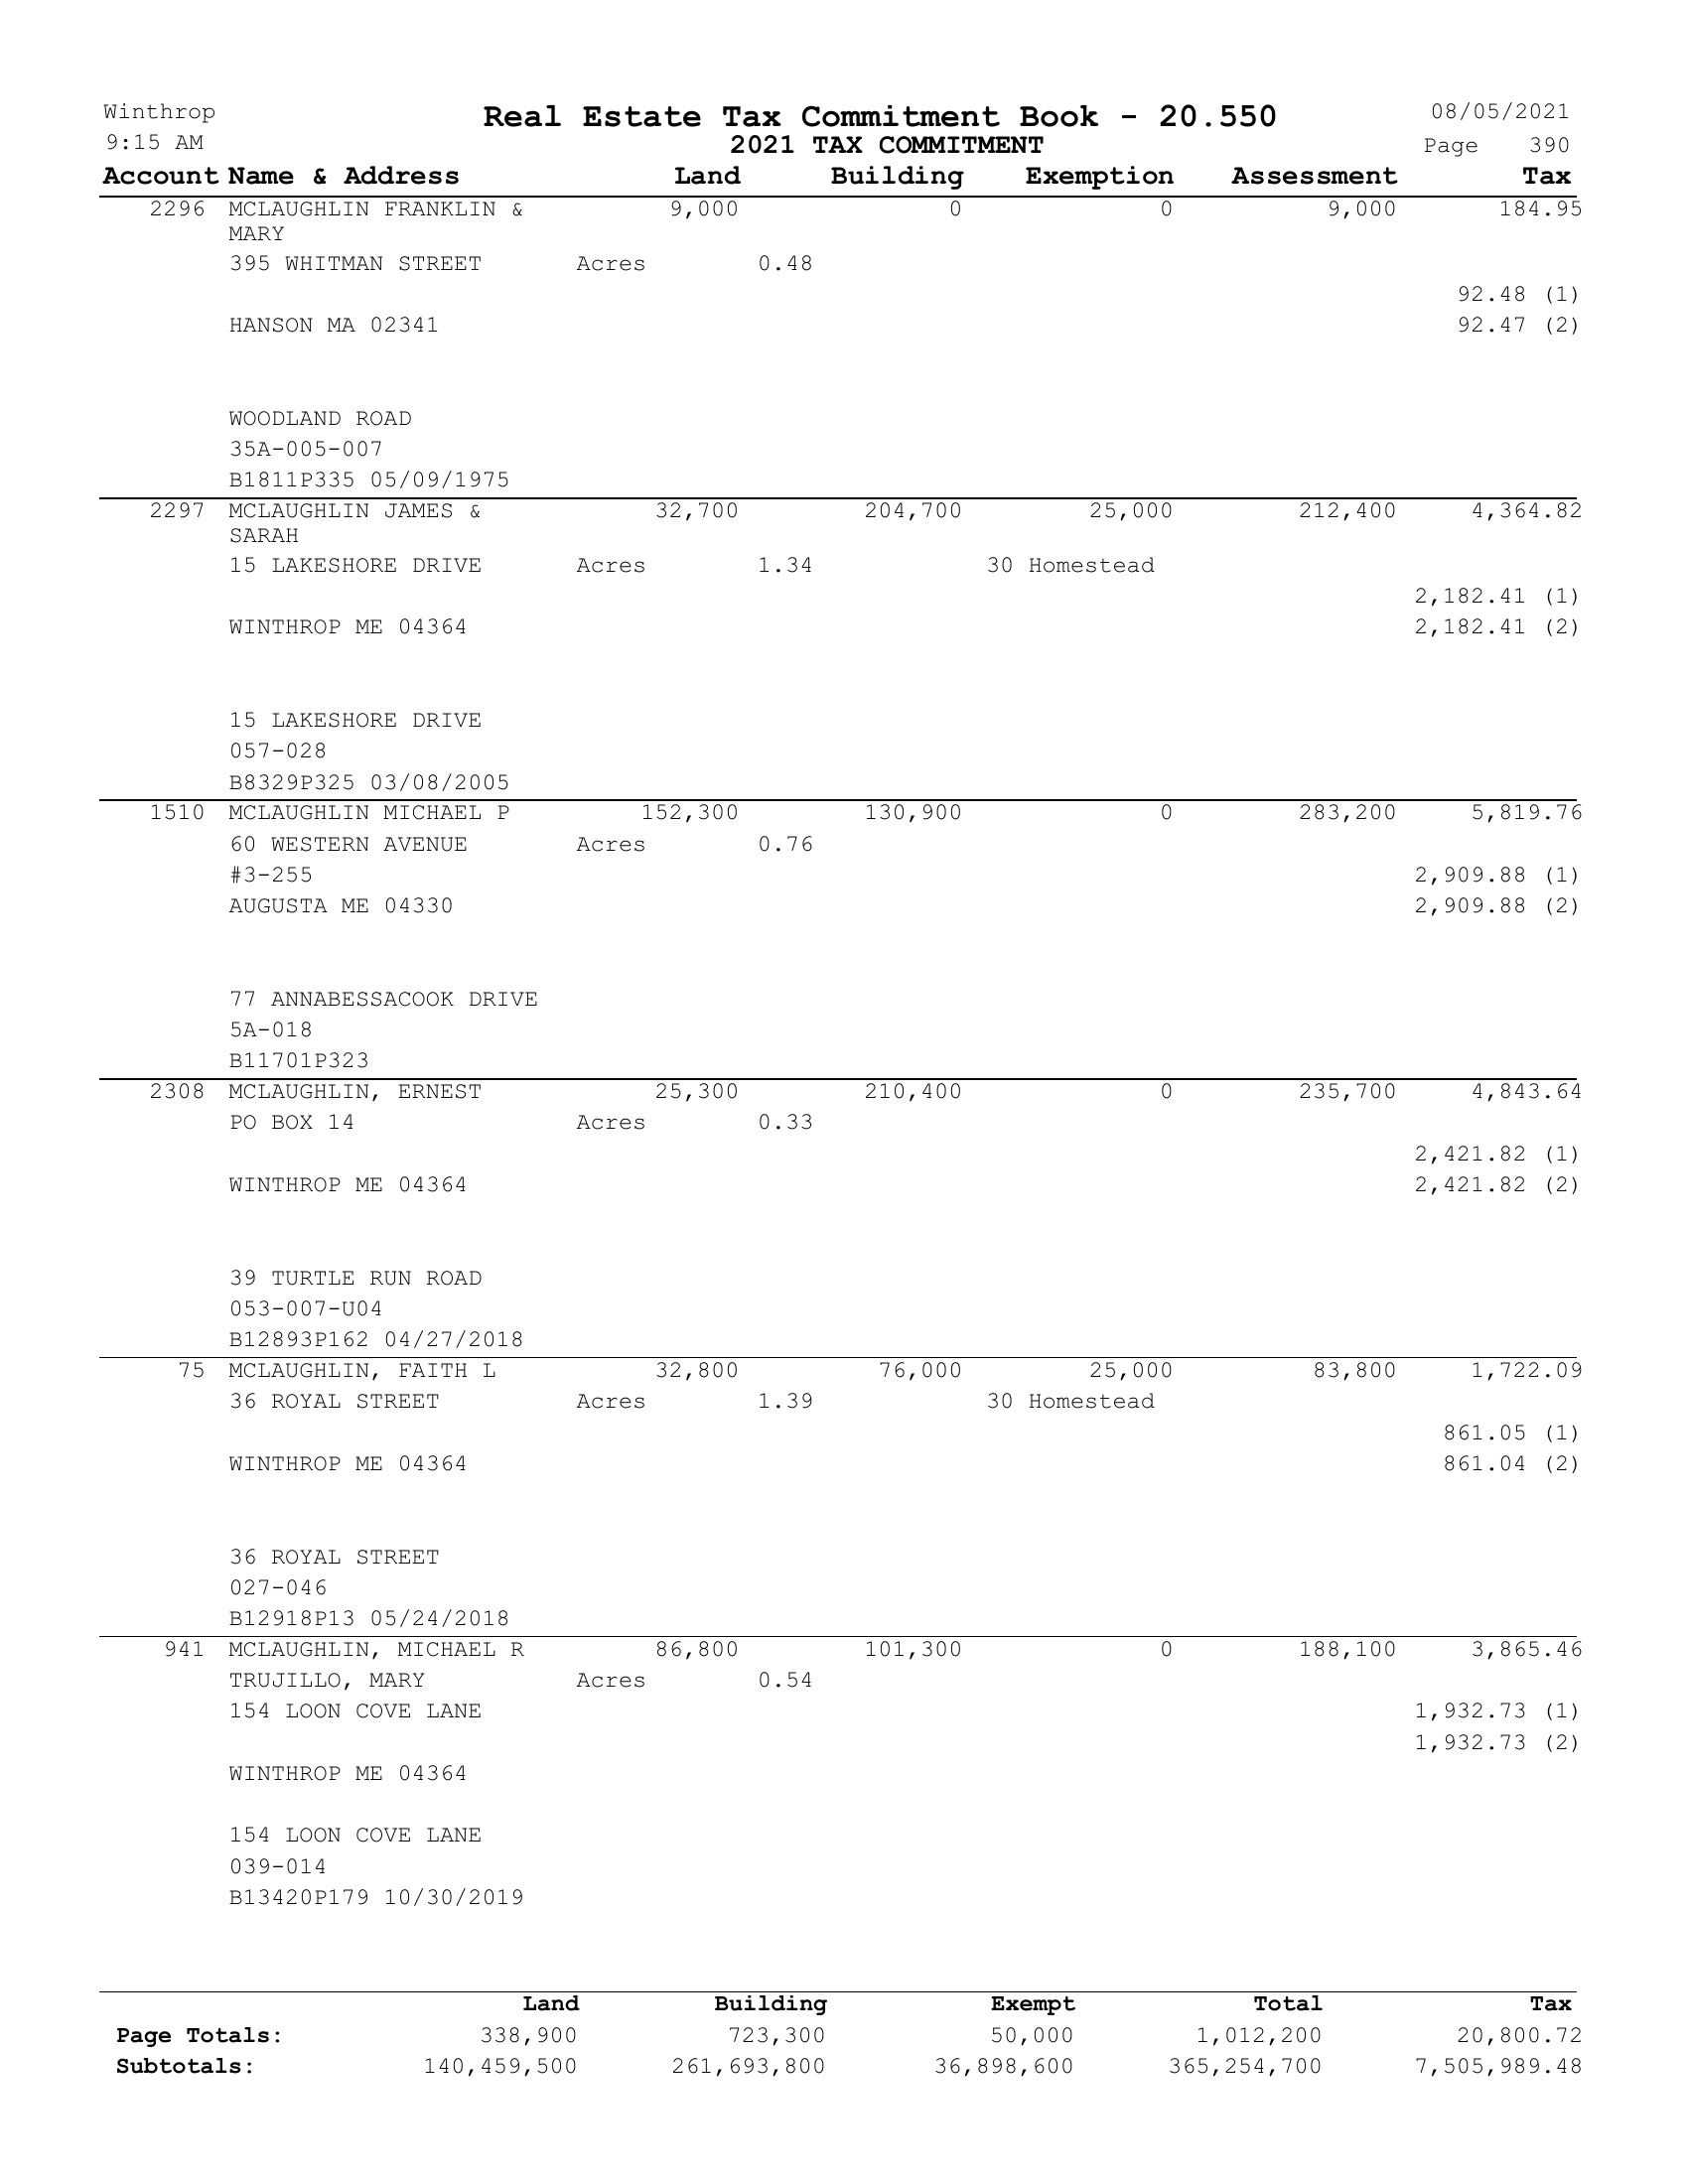 Winthrop Real Estate Tax Commitment Book - 20.550 08/05/2021
9:15 AM 2021 TAX COMMITMENT Page 390
Account Name & Address Land Building Exemption Assessment Tax
2296 MCLAUGHLIN FRANKLIN & 9,000 0 0 9,000 184.95
MARY
395 WHITMAN STREET Acres 0.48
92.48 (1)
HANSON MA 02341 92.47 (2)
WOODLAND ROAD
35A-005-007
B1811P335 05/09/1975
2297 MCLAUGHLIN JAMES & 32,700 204,700 25,000 212,400 4,364.82
SARAH
15 LAKESHORE DRIVE Acres 1.34 30 Homestead
2,182.41 (1)
WINTHROP ME 04364 2,182.41 (2)
15 LAKESHORE DRIVE
057-028
B8329P325 03/08/2005
1510 MCLAUGHLIN MICHAEL P 152,300 130,900 0 283,200 5,819.76
60 WESTERN AVENUE Acres 0.76
#3-255 2,909.88 (1)
AUGUSTA ME 04330 2,909.88 (2)
77 ANNABESSACOOK DRIVE
5A-018
B11701P323
2308 MCLAUGHLIN, ERNEST 25,300 210,400 0 235,700 4,843.64
PO BOX 14 Acres 0.33
2,421.82 (1)
WINTHROP ME 04364 2,421.82 (2)
39 TURTLE RUN ROAD
053-007-U04
B12893P162 04/27/2018
75 MCLAUGHLIN, FAITH L 32,800 76,000 25,000 83,800 1,722.09
36 ROYAL STREET Acres 1.39 30 Homestead
861.05 (1)
WINTHROP ME 04364 861.04 (2)
36 ROYAL STREET
027-046
B12918P13 05/24/2018
941 MCLAUGHLIN, MICHAEL R 86,800 101,300 0 188,100 3,865.46
TRUJILLO, MARY Acres 0.54
154 LOON COVE LANE 1,932.73 (1)
1,932.73 (2)
WINTHROP ME 04364
154 LOON COVE LANE
039-014
B13420P179 10/30/2019
Land Building Exempt Total Tax
Page Totals: 338,900 723,300 50,000 1,012,200 20,800.72
Subtotals: 140,459,500 261,693,800 36,898,600 365,254,700 7,505,989.48